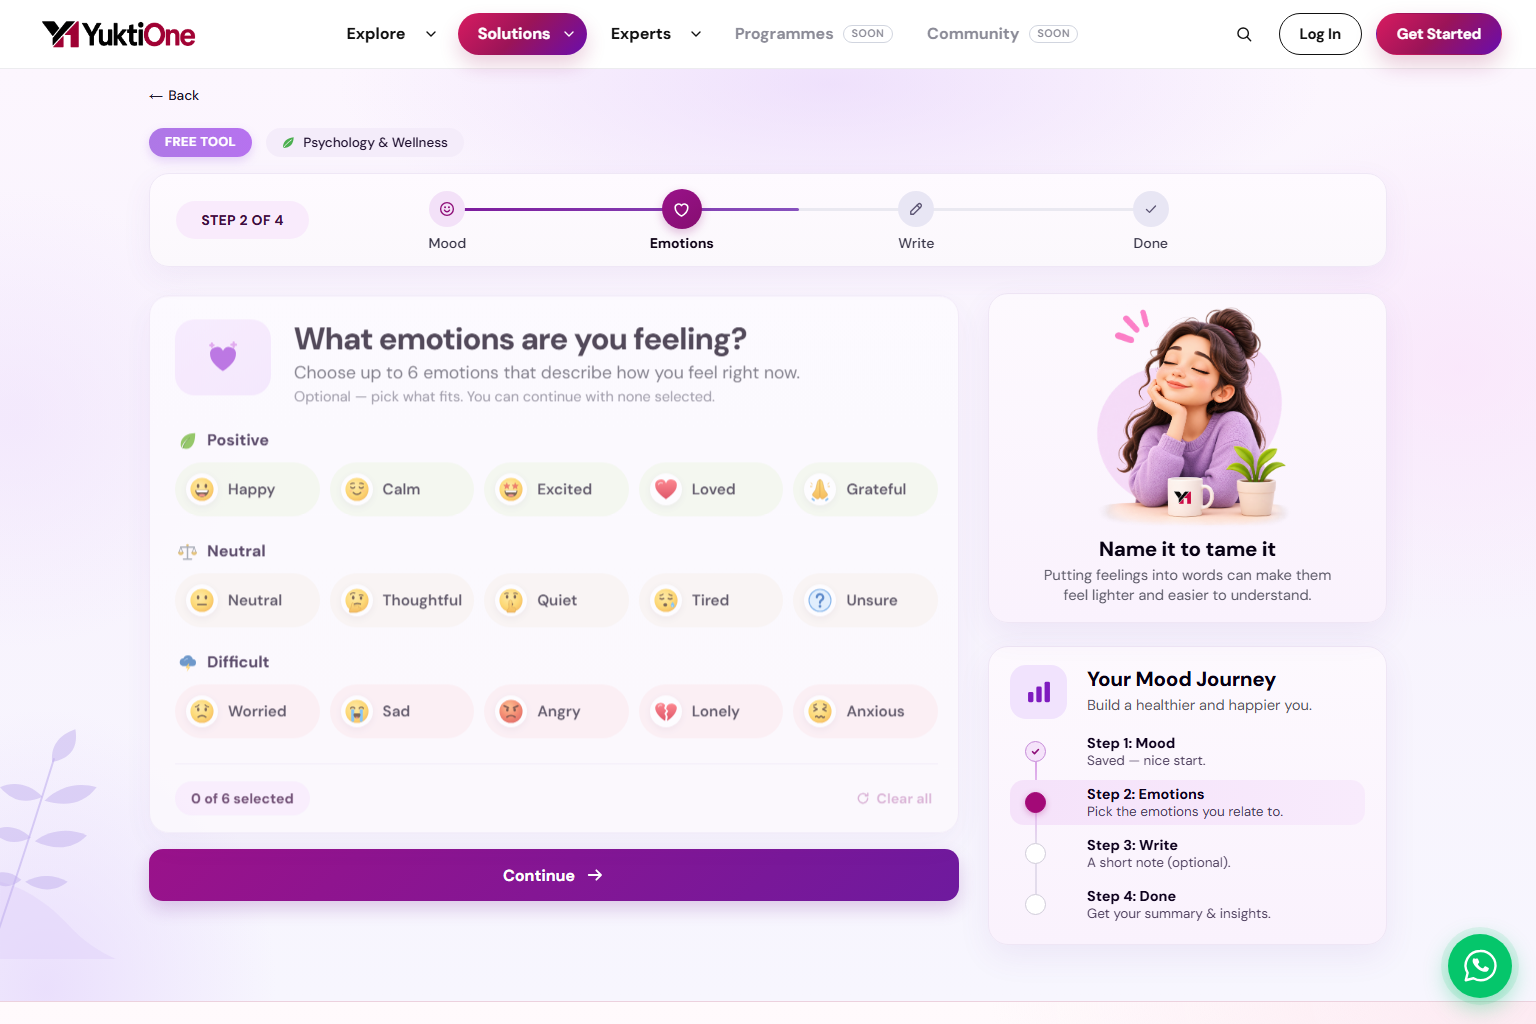 YuktiOne
Explore
Solutions
Experts
Programmes SOON
Community SOON
Log In
Get Started
← Back
FREE TOOL
Psychology & Wellness
STEP 2 OF 4
Mood
Emotions
Write
Done
What emotions are you feeling?
Choose up to 6 emotions that describe how you feel right now.
Optional — pick what fits. You can continue with none selected.
Positive
Happy
Calm
Excited
Loved
Grateful
Neutral
Neutral
Thoughtful
Quiet
Tired
Unsure
Difficult
Worried
Sad
Angry
Lonely
Anxious
0 of 6 selected
Clear all
Continue →
Name it to tame it
Putting feelings into words can make them
feel lighter and easier to understand.
Your Mood Journey
Build a healthier and happier you.
Step 1: Mood
Saved — nice start.
Step 2: Emotions
Pick the emotions you relate to.
Step 3: Write
A short note (optional).
Step 4: Done
Get your summary & insights.